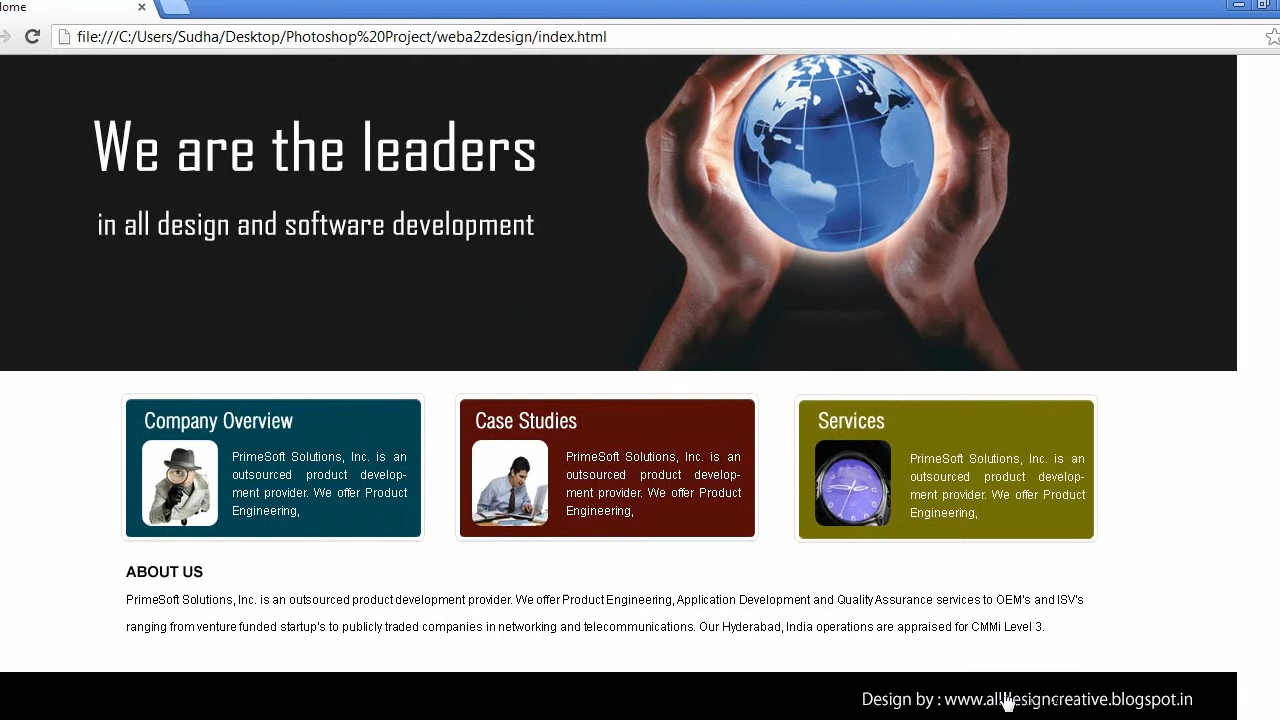 ome
file:///C:/Users/Sudha/Desktop/Photoshop%20Project/weba2zdesign/index.html
We are the leaders
in all design and software development
Company Overview
PrimeSoft Solutions, Inc. is an
outsourced product develop-
ment provider. We offer Product
Engineering,
Case Studies
PrimeSoft Solutions, Inc. is an
outsourced product develop-
ment provider. We offer Product
Engineering,
Services
PrimeSoft Solutions, Inc. is an
outsourced product develop-
ment provider. We offer Product
Engineering,
ABOUT US
PrimeSoft Solutions, Inc. is an outsourced product development provider. We offer Product Engineering, Application Development and Quality Assurance services to OEM's and ISV's
ranging from venture funded startup's to publicly traded companies in networking and telecommunications. Our Hyderabad, India operations are appraised for CMMi Level 3.
Design by : www.alldesigncreative.blogspot.in